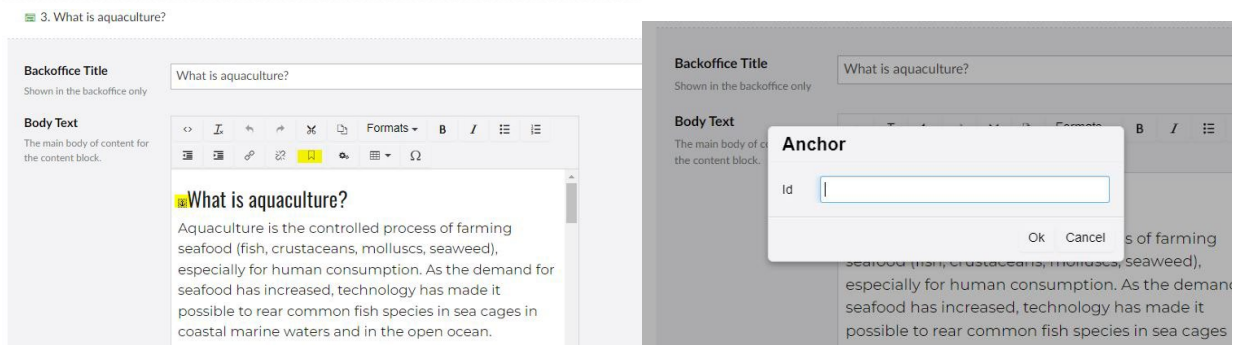 3. What is aquaculture?
Backoffice Title
Shown in the backoffice only
What is aquaculture?
Body Text
The main body of content for
the content block.
Formats
B I
What is aquaculture?
Aquaculture is the controlled process of farming
seafood (fish, crustaceans, molluscs, seaweed),
especially for human consumption. As the demand for
seafood has increased, technology has made it
possible to rear common fish species in sea cages in
coastal marine waters and in the open ocean.
Backoffice Title
Shown in the backoffice only
What is aquaculture?
Body Text
The main body of co
the content block.
Formats
B I
Anchor
Id
Ok Cancel
s of farming
seafood (fish, crustaceans, molluscs, seaweed),
especially for human consumption. As the deman
seafood has increased, technology has made it
possible to rear common fish species in sea cages